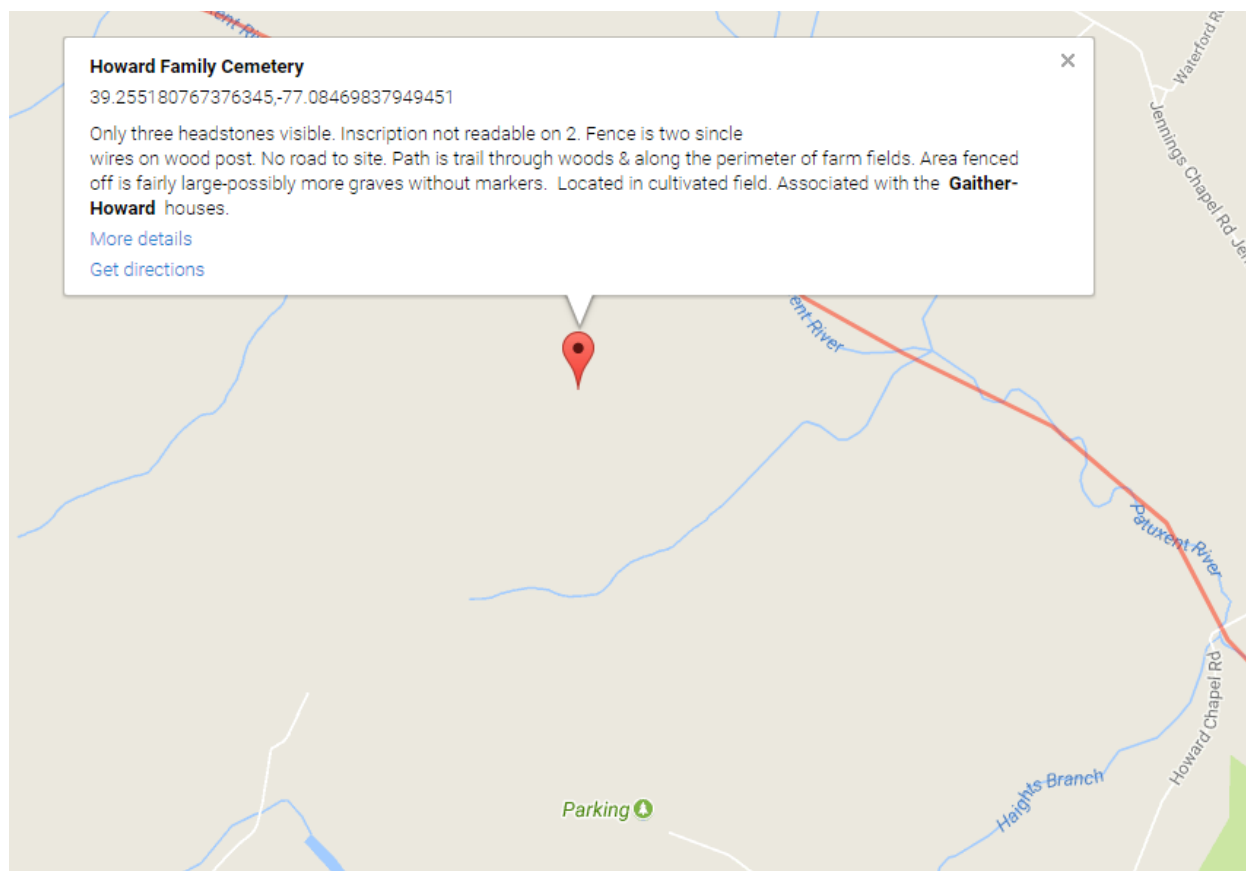 ent Ri
Howard Family Cemetery
39.255180767376345,-77.08469837949451
Only three headstones visible. Inscription not readable on 2. Fence is two sincle
wires on wood post. No road to site. Path is trail through woods & along the perimeter of farm fields. Area fenced
off is fairly large-possibly more graves without markers. Located in cultivated field. Associated with the Gaither-
Howard houses.
More details
Get directions
Waterford R
Jennings Chapel Rd
Jen
ent River
Patuxent River
Howard Chapel Rd
Haights Branch
Parking